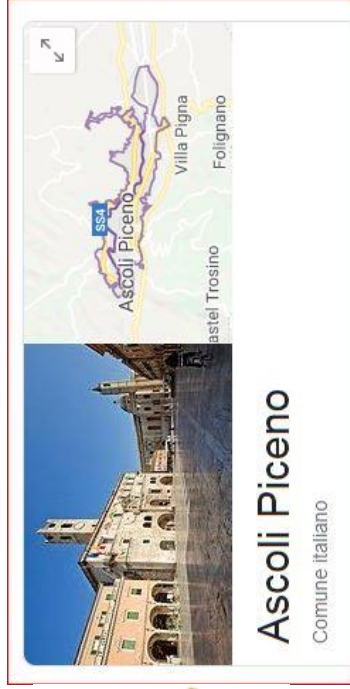 SS4
Ascoli Piceno
Villa Pigna
Folignano
astel Trosino
Ascoli Piceno
Comune italiano